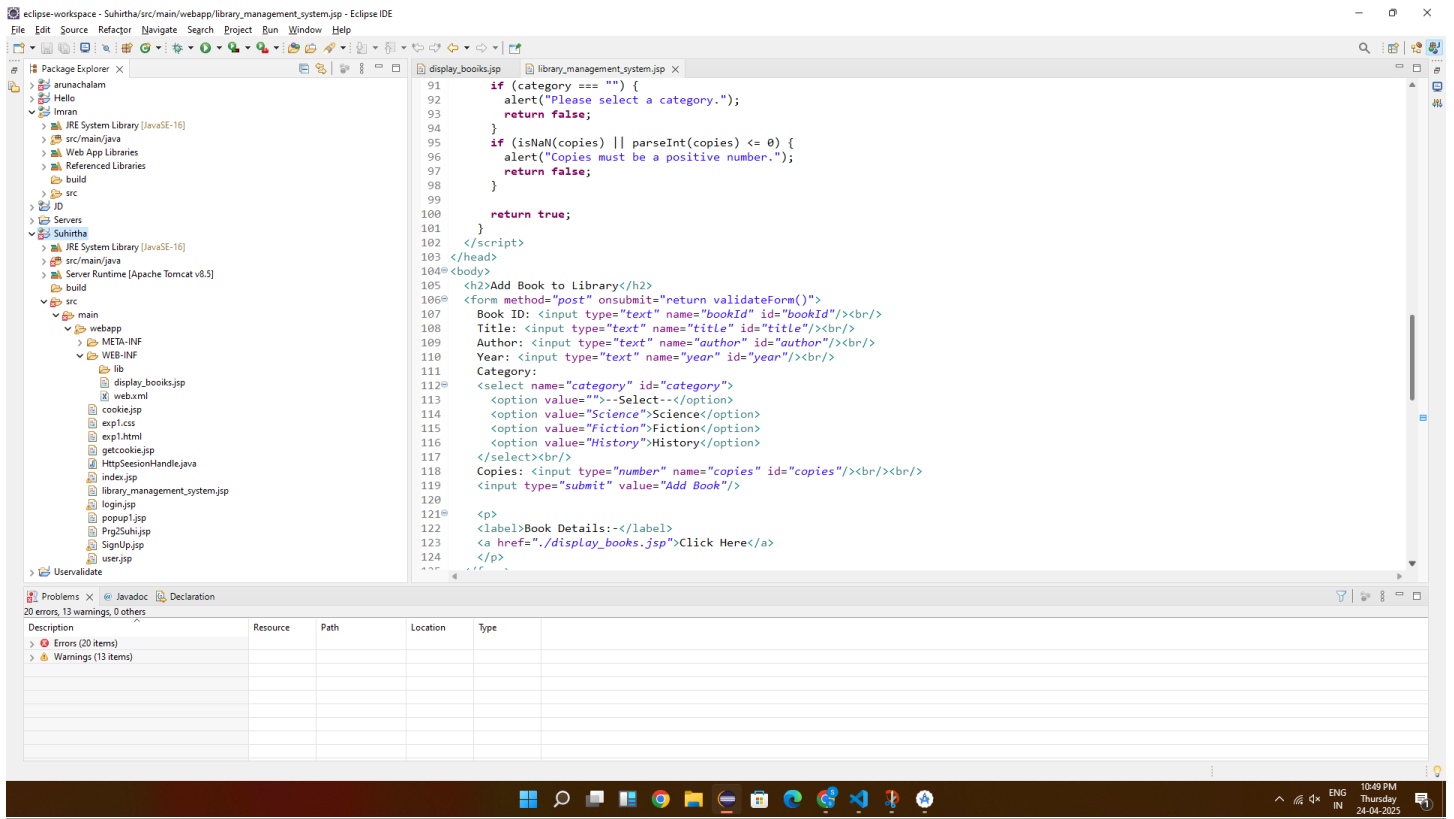 eclipse-workspace - Suhirtha/src/main/webapp/library_management_system.jsp - Eclipse IDE
File Edit Source Refactor Navigate Search Project Run Window Help
Package Explorer
arunachalam
Hello
Imran
JRE System Library [JavaSE-16]
src/main/java
Web App Libraries
Referenced Libraries
build
src
JD
Servers
Suhirtha
JRE System Library [JavaSE-16]
src/main/java
Server Runtime [Apache Tomcat v8.5]
build
src
main
webapp
META-INF
WEB-INF
lib
display_booiks.jsp
web.xml
cookie.jsp
exp1.css
exp1.html
getcookie.jsp
HttpSeesionHandle.java
index.jsp
library_management_system.jsp
login.jsp
popup1.jsp
Prg2Suhi.jsp
SignUp.jsp
user.jsp
Uservalidate
display_booiks.jsp library_management_system.jsp
91 if (category === "") {
92 alert("Please select a category.");
93 return false;
94 }
95 if (isNaN(copies) || parseInt(copies) <= 0) {
96 alert("Copies must be a positive number.");
97 return false;
98 }
99
100 return true;
101 }
102 </script>
103 </head>
104 <body>
105 <h2>Add Book to Library</h2>
106 <form method="post" onsubmit="return validateForm()">
107 Book ID: <input type="text" name="bookId" id="bookId"/><br/>
108 Title: <input type="text" name="title" id="title"/><br/>
109 Author: <input type="text" name="author" id="author"/><br/>
110 Year: <input type="text" name="year" id="year"/><br/>
111 Category:
112 <select name="category" id="category">
113 <option value="">--Select--</option>
114 <option value="Science">Science</option>
115 <option value="Fiction">Fiction</option>
116 <option value="History">History</option>
117 </select><br/>
118 Copies: <input type="number" name="copies" id="copies"/><br/><br/>
119 <input type="submit" value="Add Book"/>
120
121 <p>
122 <label>Book Details:-</label>
123 <a href="./display_books.jsp">Click Here</a>
124 </p>
Problems Javadoc Declaration
20 errors, 13 warnings, 0 others
Description Resource Path Location Type
Errors (20 items)
Warnings (13 items)
ENG
IN
10:49 PM
Thursday
24-04-2025
1